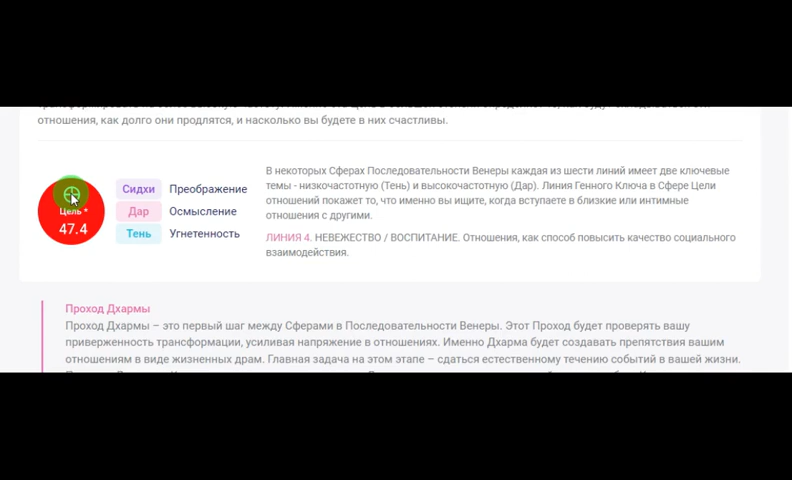 отношения, как долго они продлятся, и насколько вы будете в них счастливы.
Цель *
47.4
Сидхи Преображение
Дар Осмысление
Тень Угнетенность
В некоторых Сферах Последовательности Венеры каждая из шести линий имеет две ключевые
темы - низкочастотную (Тень) и высокочастотную (Дар). Линия Генного Ключа в Сфере Цели
отношений покажет то, что именно вы ищите, когда вступаете в близкие или интимные
отношения с другими.
ЛИНИЯ 4. НЕВЕЖЕСТВО / ВОСПИТАНИЕ. Отношения, как способ повысить качество социального
взаимодействия.
Проход Дхармы
Проход Дхармы – это первый шаг между Сферами в Последовательности Венеры. Этот Проход будет проверять вашу
приверженность трансформации, усиливая напряжение в отношениях. Именно Дхарма будет создавать препятствия вашим
отношениям в виде жизненных драм. Главная задача на этом этапе – сдаться естественному течению событий в вашей жизни.